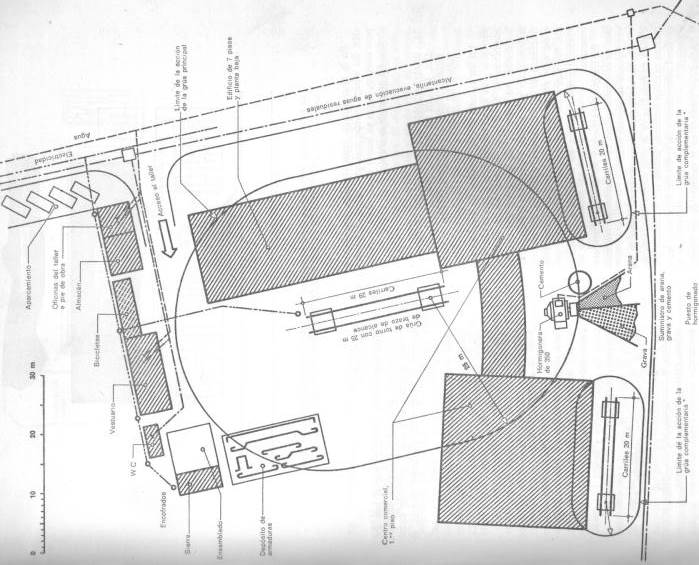 Aparcamiento
Oficinas del taller
a pie de obra
Almacén
Bicicletas
Vestuario
W C
Encofrados
Sierra
Ensamblado
Depósito de
armaduras
Centro comercial,
1.er piso
Electricidad
Agua
Acceso al taller
Límite de la acción
de la grúa principal
Edificio de 7 pisos
y planta baja
Alcantarilla, evacuación de aguas residuales
Carriles 29 m
Grúa de torre con 25 m
de brazo de alcance
25 m
Carriles 20 m
Límite de acción de la
grúa complementaria
Cemento
Hormigonera
de 350
Arena
Grava
Suministro de arena,
grava y cemento
Puesto de
hormigonado
Carriles 20 m
Límite de la acción de la
grúa complementaria
0 10 20 30 m